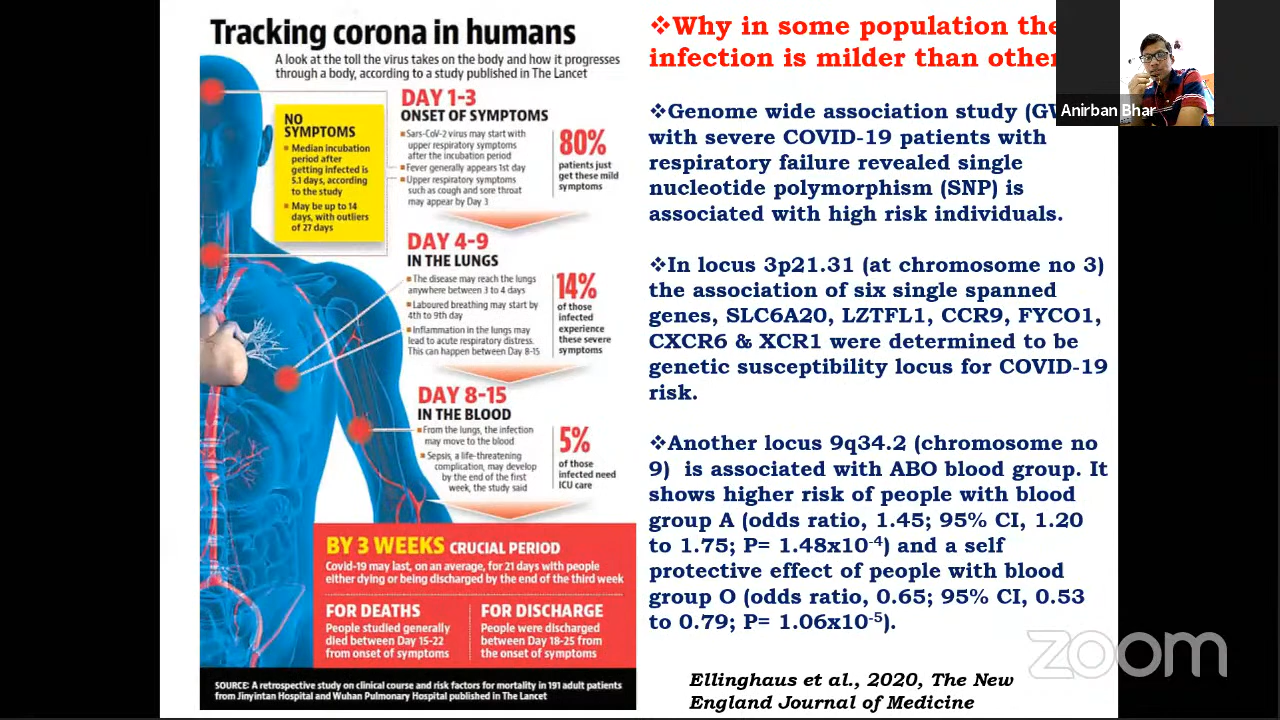 Tracking corona in humans
A look at the toll the virus takes on the body and how it progresses
through a body, according to a study published in The Lancet
NO
SYMPTOMS
Median incubation
period after
getting infected is
5.1 days, according
to the study
May be up to 14
days, with outliers
of 27 days
DAY 1-3
ONSET OF SYMPTOMS
Sars-CoV-2 virus may start with
upper respiratory symptoms
after the incubation period
Fever generally appears 1st day
Upper respiratory symptoms
such as cough and sore throat
may appear by Day 3
80%
patients just
get these mild
symptoms
DAY 4-9
IN THE LUNGS
The disease may reach the lungs
anywhere between 3 to 4 days
Laboured breathing may start by
4th to 9th day
Inflammation in the lungs may
lead to acute respiratory distress.
This can happen between Day 8-15
14%
of those
infected
experience
these severe
symptoms
DAY 8-15
IN THE BLOOD
From the lungs, the infection
may move to the blood
Sepsis, a life-threatening
complication, may develop
by the end of the first
week, the study said
5%
of those
infected need
ICU care
BY 3 WEEKS CRUCIAL PERIOD
Covid-19 may last, on an average, for 21 days with people
either dying or being discharged by the end of the third week
FOR DEATHS
People studied generally
died between Day 15-22
from onset of symptoms
FOR DISCHARGE
People were discharged
between Day 18-25 from
the onset of symptoms
SOURCE: A retrospective study on clinical course and risk factors for mortality in 191 adult patients
from Jinyintan Hospital and Wuhan Pulmonary Hospital published in The Lancet
❖Why in some population the
infection is milder than other
❖Genome wide association study (GW
with severe COVID-19 patients with
respiratory failure revealed single
nucleotide polymorphism (SNP) is
associated with high risk individuals.
❖In locus 3p21.31 (at chromosome no 3)
the association of six single spanned
genes, SLC6A20, LZTFL1, CCR9, FYCO1,
CXCR6 & XCR1 were determined to be
genetic susceptibility locus for COVID-19
risk.
❖Another locus 9q34.2 (chromosome no
9) is associated with ABO blood group. It
shows higher risk of people with blood
group A (odds ratio, 1.45; 95% CI, 1.20
to 1.75; P= 1.48x10-4) and a self
protective effect of people with blood
group O (odds ratio, 0.65; 95% CI, 0.53
to 0.79; P= 1.06x10-5).
Ellinghaus et al., 2020, The New
England Journal of Medicine
Anirban Bhar
zoom